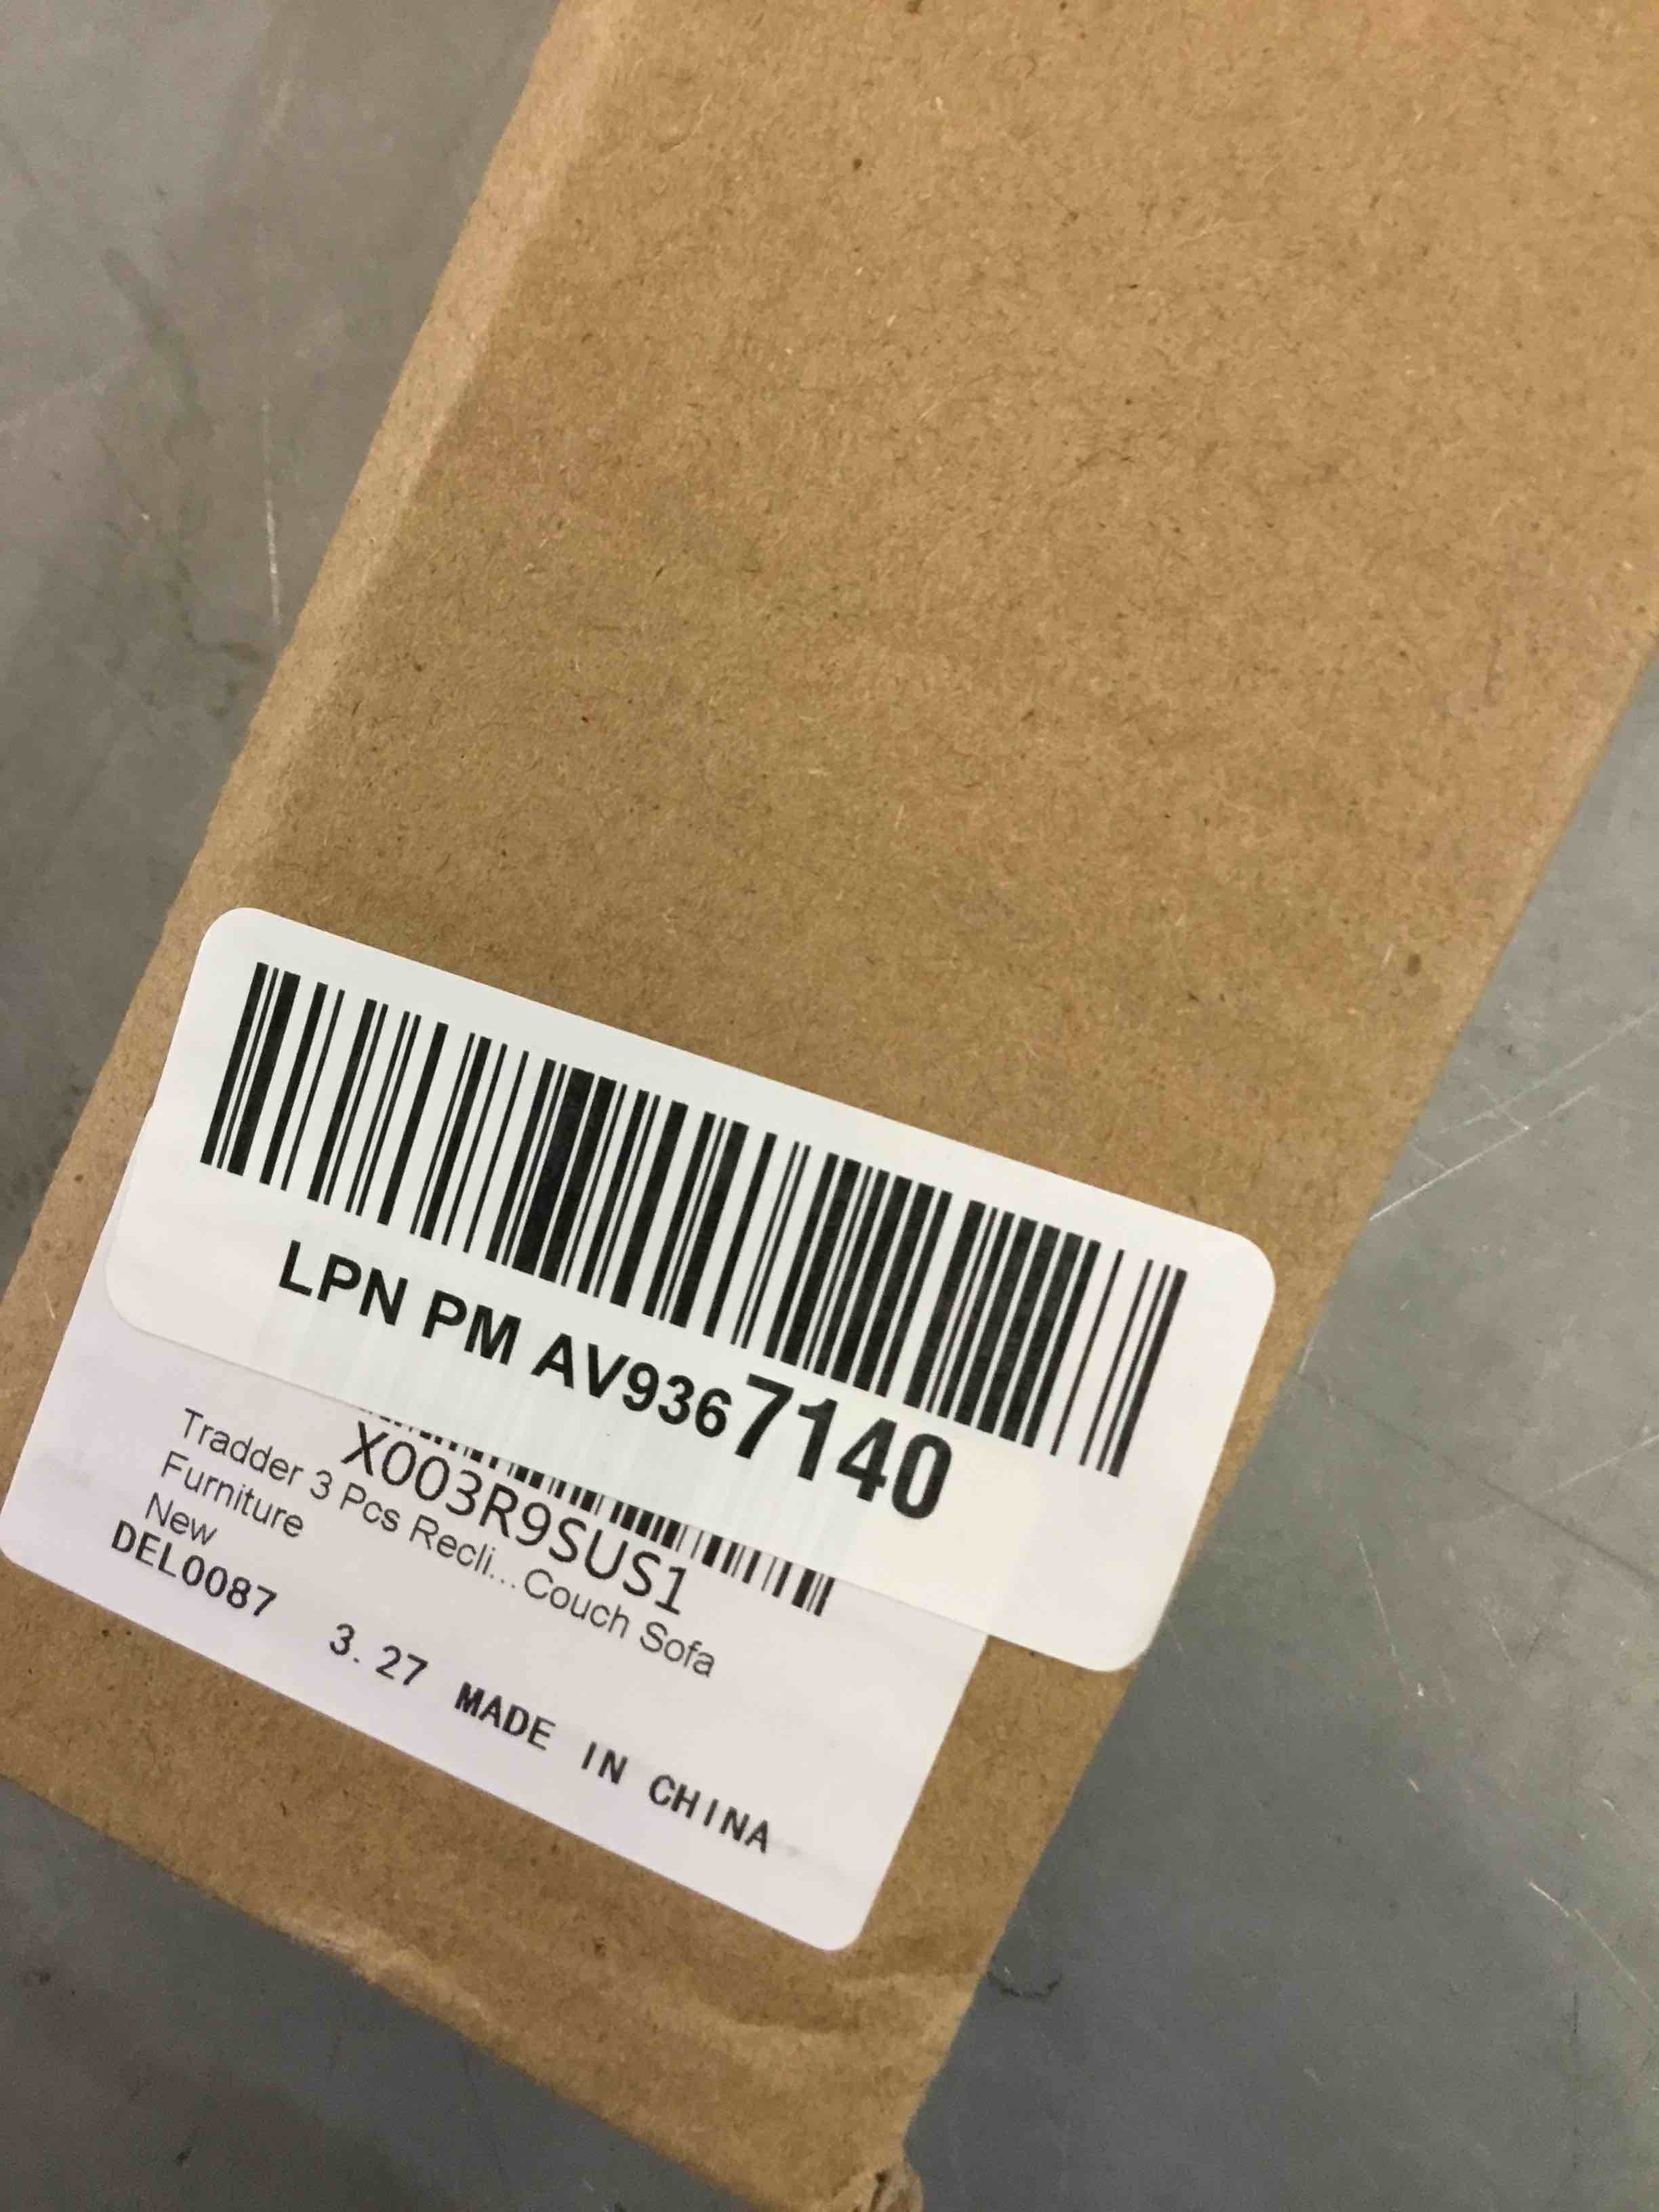 LPN PM AV9367140
X003R9SUS1
Tradder 3 Pcs Recli...Couch Sofa
Furniture
New
DEL0087 3.27 MADE IN CHINA